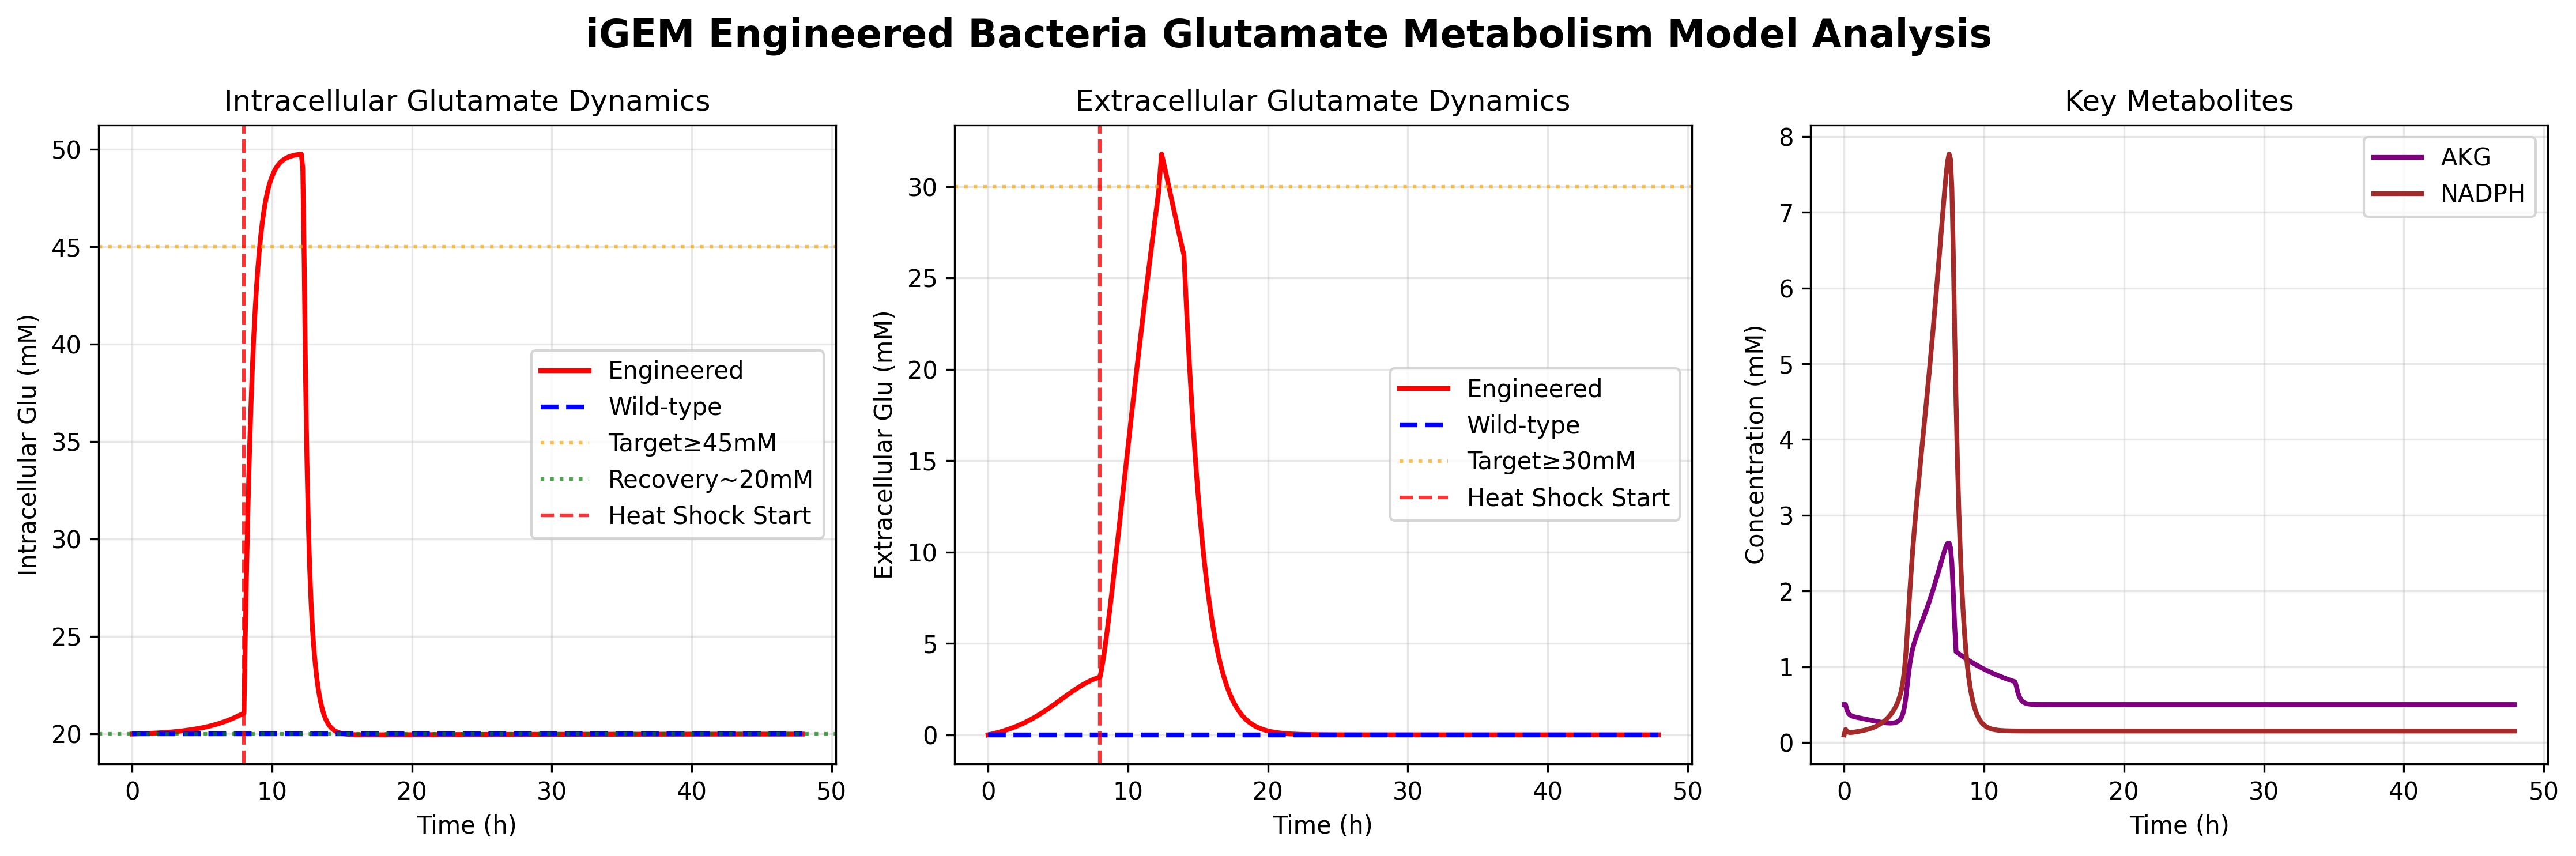 iGEM Engineered Bacteria Glutamate Metabolism Model Analysis
Intracellular Glutamate Dynamics
50
45
40
35
30
25
20
Intracellular Glu (mM)
Engineered
Wild-type
Target≥45mM
Recovery~20mM
Heat Shock Start
0 10 20 30 40 50
Time (h)
Extracellular Glutamate Dynamics
30
25
20
15
10
5
0
Extracellular Glu (mM)
Engineered
Wild-type
Target≥30mM
Heat Shock Start
0 10 20 30 40 50
Time (h)
Key Metabolites
8
7
6
5
4
3
2
1
0
Concentration (mM)
AKG
NADPH
0 10 20 30 40 50
Time (h)